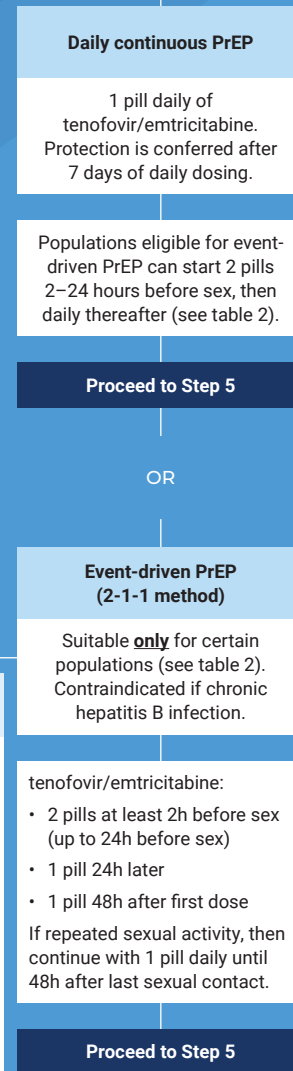 Daily continuous PrEP
1 pill daily of
tenofovir/emtricitabine.
Protection is conferred after
7 days of daily dosing.
Populations eligible for event-
driven PrEP can start 2 pills
2–24 hours before sex, then
daily thereafter (see table 2).
Proceed to Step 5
OR
Event-driven PrEP
(2-1-1 method)
Suitable only for certain
populations (see table 2).
Contraindicated if chronic
hepatitis B infection.
tenofovir/emtricitabine:
• 2 pills at least 2h before sex
(up to 24h before sex)
• 1 pill 24h later
• 1 pill 48h after first dose
If repeated sexual activity, then
continue with 1 pill daily until
48h after last sexual contact.
Proceed to Step 5